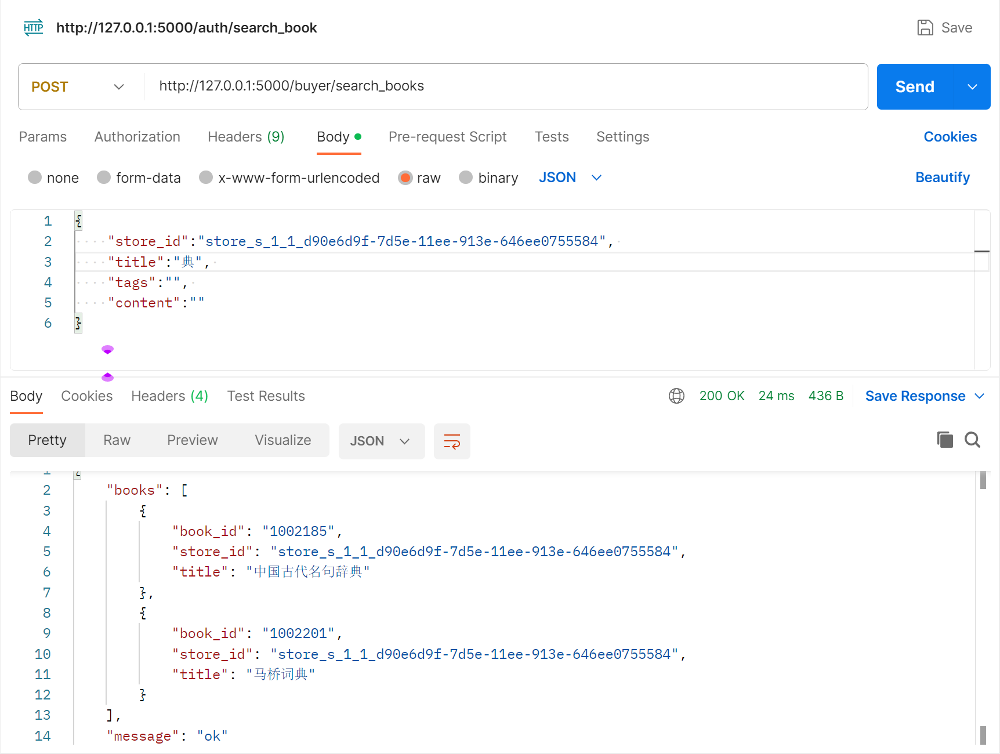 HTTP http://127.0.0.1:5000/auth/search_book Save
POST http://127.0.0.1:5000/buyer/search_books Send
Params Authorization Headers (9) Body Pre-request Script Tests Settings Cookies
none form-data x-www-form-urlencoded raw binary JSON Beautify
1 {
2 "store_id":"store_s_1_1_d90e6d9f-7d5e-11ee-913e-646ee0755584",
3 "title":"典",
4 "tags":"",
5 "content":""
6 }
Body Cookies Headers (4) Test Results 200 OK 24 ms 436 B Save Response
Pretty Raw Preview Visualize JSON
1 {
2 "books": [
3 {
4 "book_id": "1002185",
5 "store_id": "store_s_1_1_d90e6d9f-7d5e-11ee-913e-646ee0755584",
6 "title": "中国古代名句辞典"
7 },
8 {
9 "book_id": "1002201",
10 "store_id": "store_s_1_1_d90e6d9f-7d5e-11ee-913e-646ee0755584",
11 "title": "马桥词典"
12 }
13 ],
14 "message": "ok"